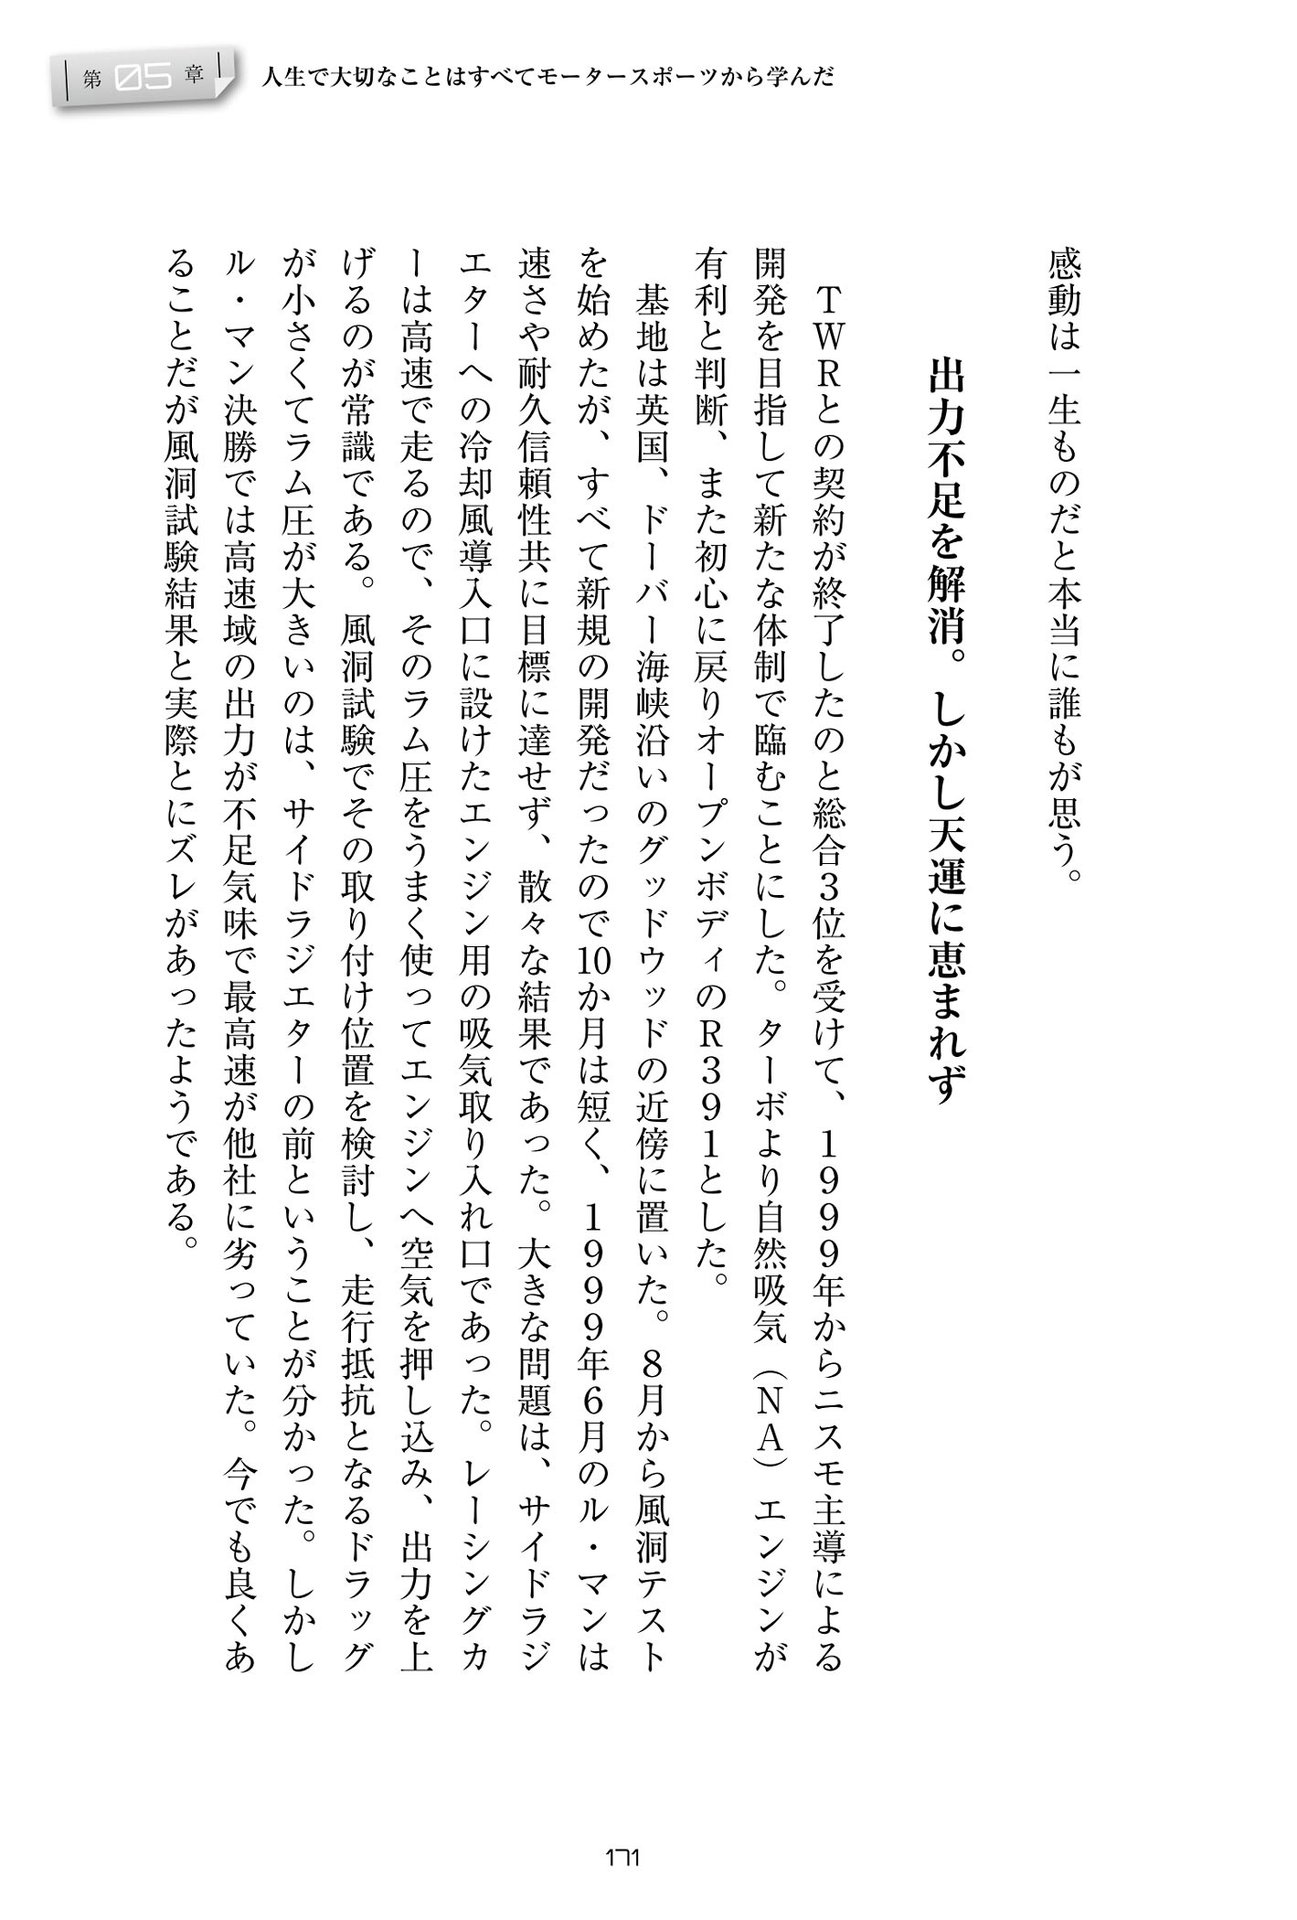 第05章
人生で大切なことはすべてモータースポーツから学んだ
感動は一生ものだと本当に誰もが思う。
出力不足を解消。しかし天運に恵まれず
TWRとの契約が終了したのと総合3位を受けて、1999年からニスモ主導による
開発を目指して新たな体制で臨むことにした。ターボより自然吸気(NA)エンジンが
有利と判断、また初心に戻りオープンボディのR391とした。
基地は英国、ドーバー海峡沿いのグッドウッドの近傍に置いた。8月から風洞テスト
を始めたが、すべて新規の開発だったので10か月は短く、1999年6月のル・マンは
速さや耐久信頼性共に目標に達せず、散々な結果であった。大きな問題は、サイドラジ
エターへの冷却風導入口に設けたエンジン用の吸気取り入れ口であった。レーシングカ
ーは高速で走るので、そのラム圧をうまく使ってエンジンへ空気を押し込み、出力を上
げるのが常識である。風洞試験でその取り付け位置を検討し、走行抵抗となるドラッグ
が小さくてラム圧が大きいのは、サイドラジエターの前ということが分かった。しかし
ル・マン決勝では高速域の出力が不足気味で最高速が他社に劣っていた。今でも良くあ
ることだが風洞試験結果と実際とにズレがあったようである。
171